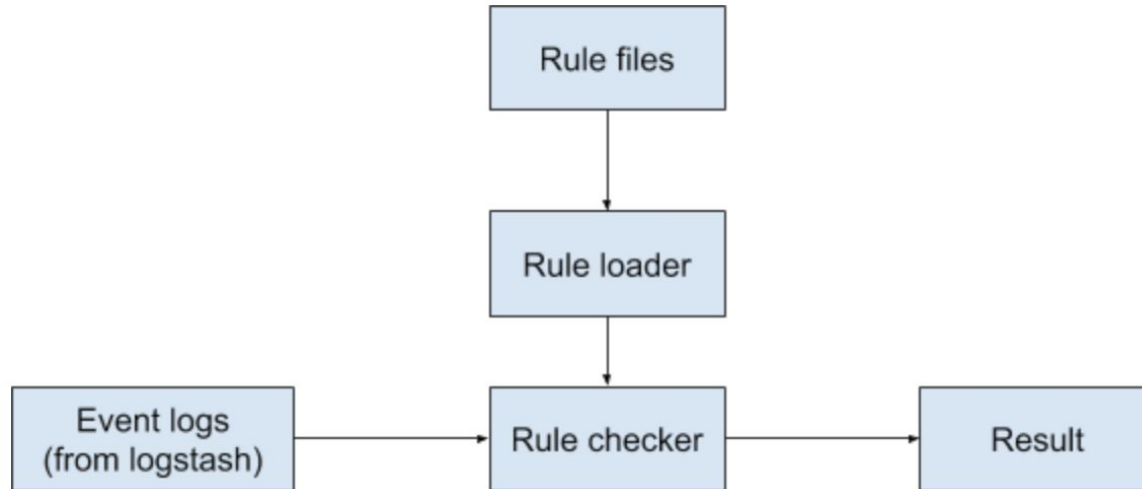 Rule files
Rule loader
Event logs
(from logstash)
Rule checker
Result